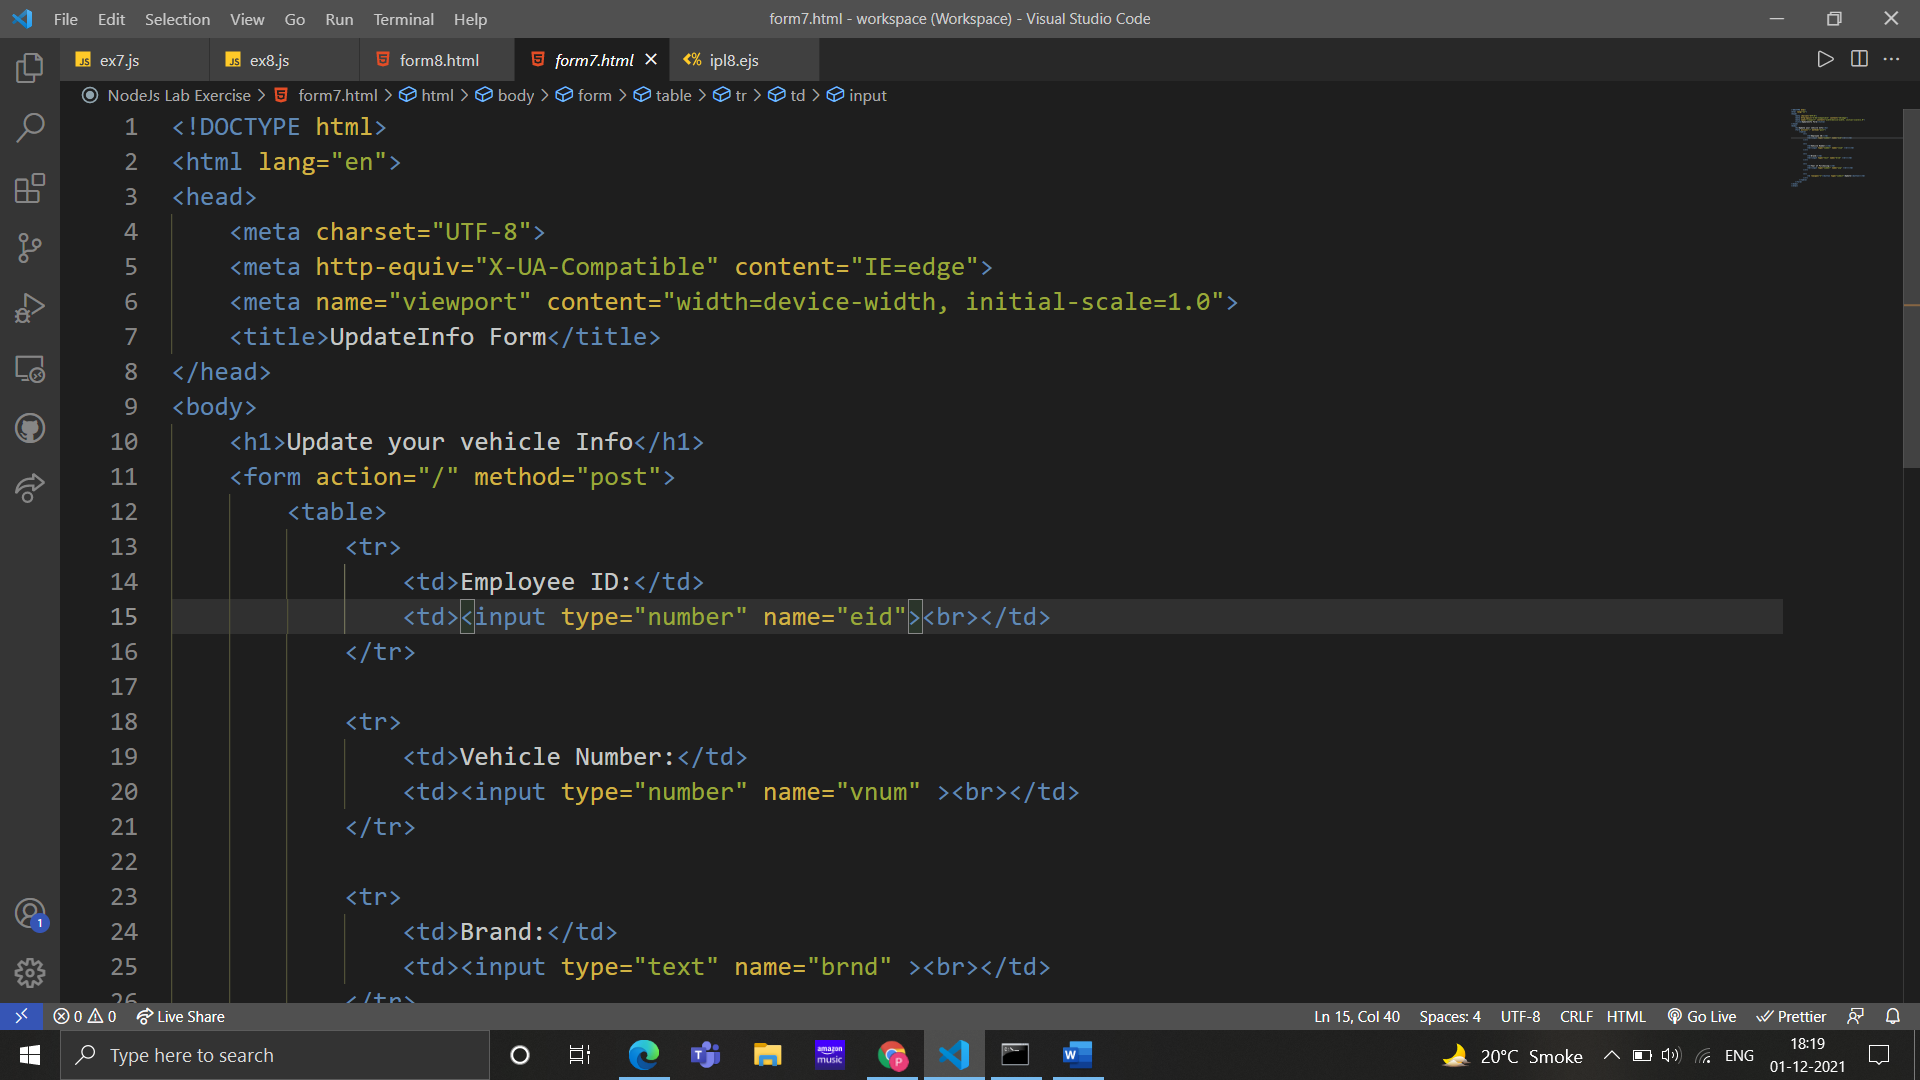 File Edit Selection View Go Run Terminal Help form7.html - workspace (Workspace) - Visual Studio Code
JS ex7.js JS ex8.js form8.html form7.html ipl8.ejs
NodeJs Lab Exercise > form7.html > html > body > form > table > tr > td > input
1 <!DOCTYPE html>
2 <html lang="en">
3 <head>
4 <meta charset="UTF-8">
5 <meta http-equiv="X-UA-Compatible" content="IE=edge">
6 <meta name="viewport" content="width=device-width, initial-scale=1.0">
7 <title>UpdateInfo Form</title>
8 </head>
9 <body>
10 <h1>Update your vehicle Info</h1>
11 <form action="/" method="post">
12 <table>
13 <tr>
14 <td>Employee ID:</td>
15 <td><input type="number" name="eid"><br></td>
16 </tr>
17
18 <tr>
19 <td>Vehicle Number:</td>
20 <td><input type="number" name="vnum" ><br></td>
21 </tr>
22
23 <tr>
24 <td>Brand:</td>
25 <td><input type="text" name="brnd" ><br></td>
26 </tr>
1
0 0 Live Share Ln 15, Col 40 Spaces: 4 UTF-8 CRLF HTML Go Live Prettier
Type here to search amazon music P W 20°C Smoke ENG 18:19
01-12-2021